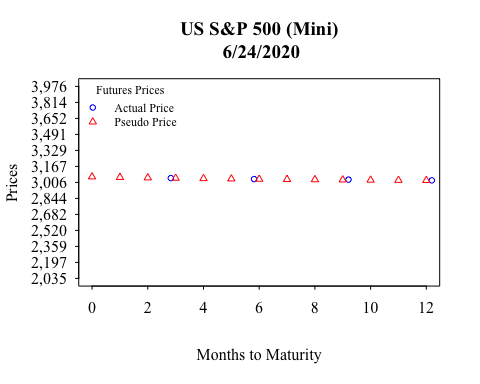 US S&P 500 (Mini)
6/24/2020
Futures Prices
Actual Price
Pseudo Price
Prices
3,976
3,814
3,652
3,491
3,329
3,167
3,006
2,844
2,682
2,520
2,359
2,197
2,035
0 2 4 6 8 10 12
Months to Maturity